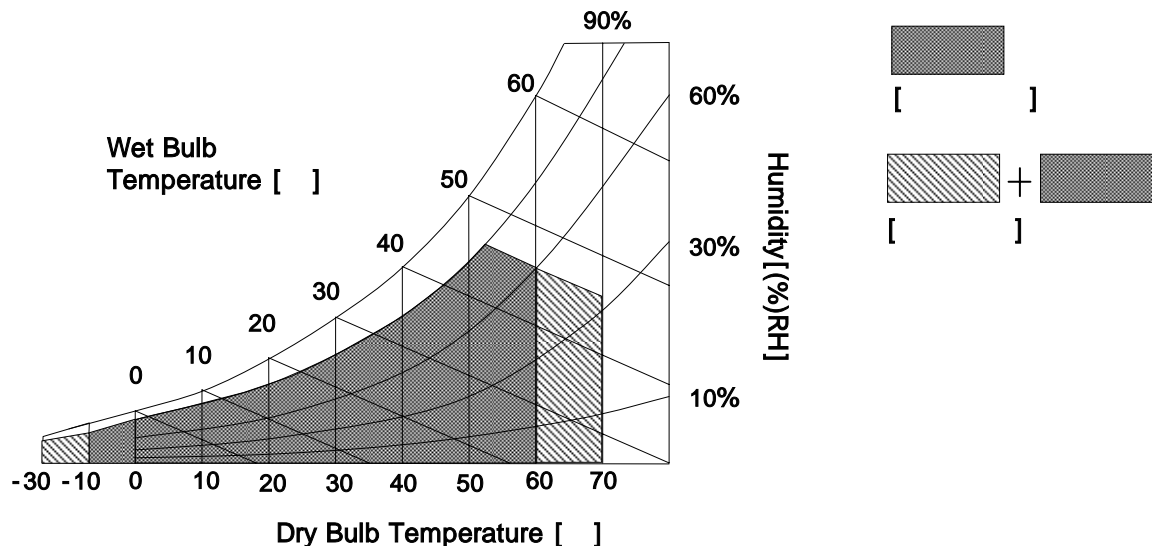 90%
60
60%
Wet Bulb
Temperature [ ]
50
40
30%
30
20
10
0
10%
Humidity[(%)RH]
-30 -10 0 10 20 30 40 50 60 70
Dry Bulb Temperature [ ]
[ ]
+
[ ]